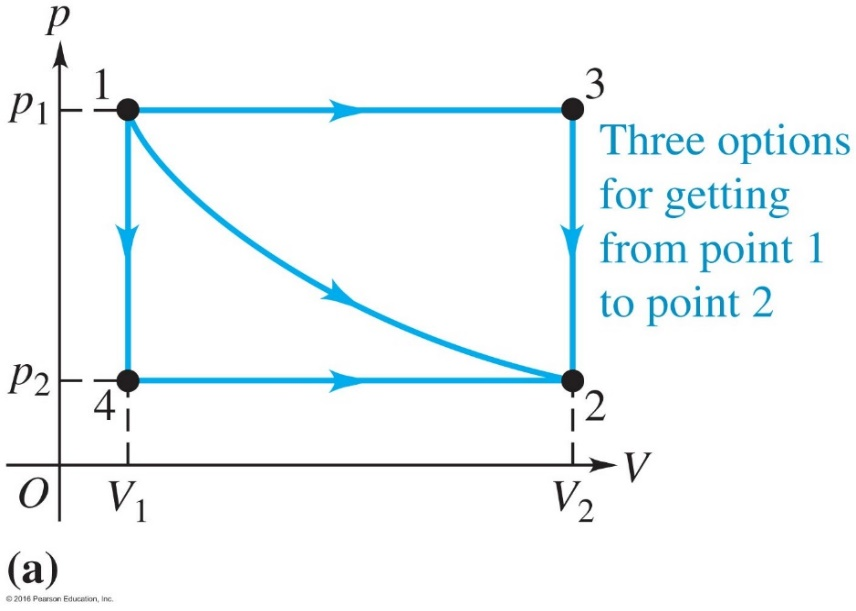 p
1
3
p1
Three options
for getting
from point 1
to point 2
p2
4
2
V
O
V1
V2
(a)
© 2016 Pearson Education, Inc.